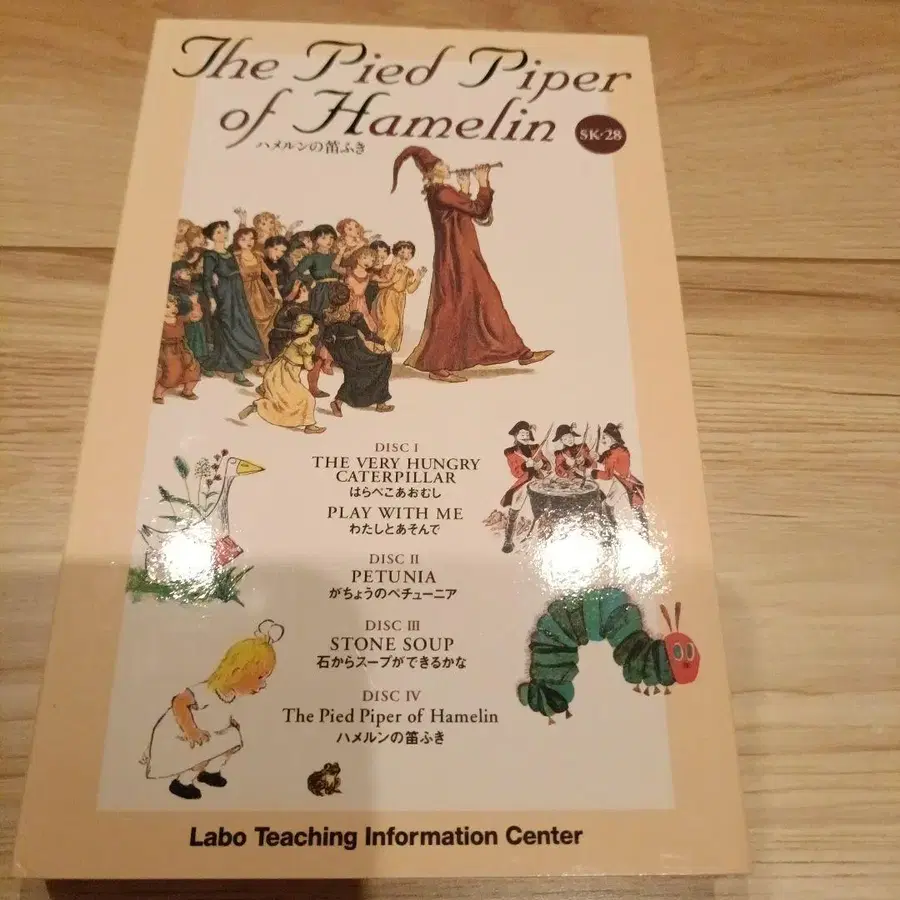 The Pied Piper
of Hamelin
SK-28
ハメルンの笛ふき
DISC I
THE VERY HUNGRY
CATERPILLAR
はらぺこあおむし
PLAY WITH ME
わたしとあそんで
DISC II
PETUNIA
がちょうのペチューニア
DISC III
STONE SOUP
石からスープができるかな
DISC IV
The Pied Piper of Hamelin
ハメルンの笛ふき
Labo Teaching Information Center